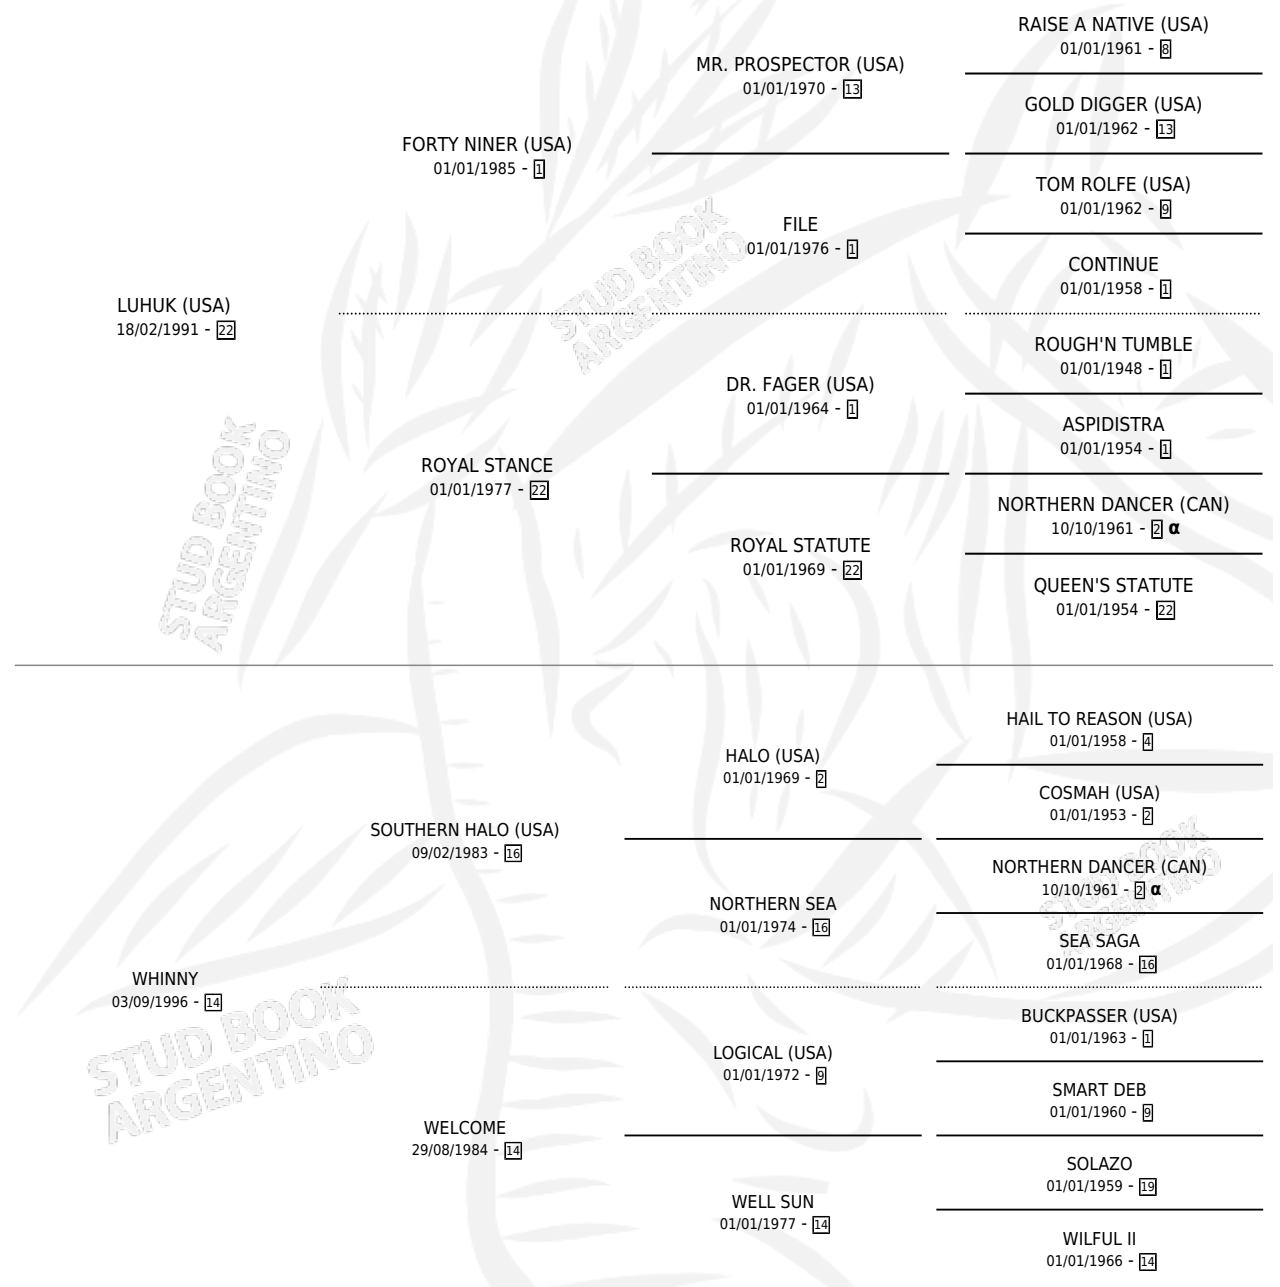 RAISE A NATIVE (USA)
01/01/1961 - 8
MR. PROSPECTOR (USA)
01/01/1970 - 13
GOLD DIGGER (USA)
01/01/1962 - 13
FORTY NINER (USA)
01/01/1985 - 1
TOM ROLFE (USA)
01/01/1962 - 9
FILE
01/01/1976 - 1
CONTINUE
01/01/1958 - 1
LUHUK (USA)
18/02/1991 - 22
ROUGH'N TUMBLE
01/01/1948 - 1
DR. FAGER (USA)
01/01/1964 - 1
ASPIDISTRA
01/01/1954 - 1
ROYAL STANCE
01/01/1977 - 22
NORTHERN DANCER (CAN)
10/10/1961 - 2 α
ROYAL STATUTE
01/01/1969 - 22
QUEEN'S STATUTE
01/01/1954 - 22
HAIL TO REASON (USA)
01/01/1958 - 4
HALO (USA)
01/01/1969 - 2
COSMAH (USA)
01/01/1953 - 2
SOUTHERN HALO (USA)
09/02/1983 - 16
NORTHERN DANCER (CAN)
10/10/1961 - 2 α
NORTHERN SEA
01/01/1974 - 16
SEA SAGA
01/01/1968 - 16
WHINNY
03/09/1996 - 14
BUCKPASSER (USA)
01/01/1963 - 1
LOGICAL (USA)
01/01/1972 - 9
SMART DEB
01/01/1960 - 9
WELCOME
29/08/1984 - 14
SOLAZO
01/01/1959 - 19
WELL SUN
01/01/1977 - 14
WILFUL II
01/01/1966 - 14
STUD BOOK
ARGENTINO
STUD BOOK
ARGENTINO
STUD BOOK
ARGENTINO
STUD BOOK
ARGENTINO